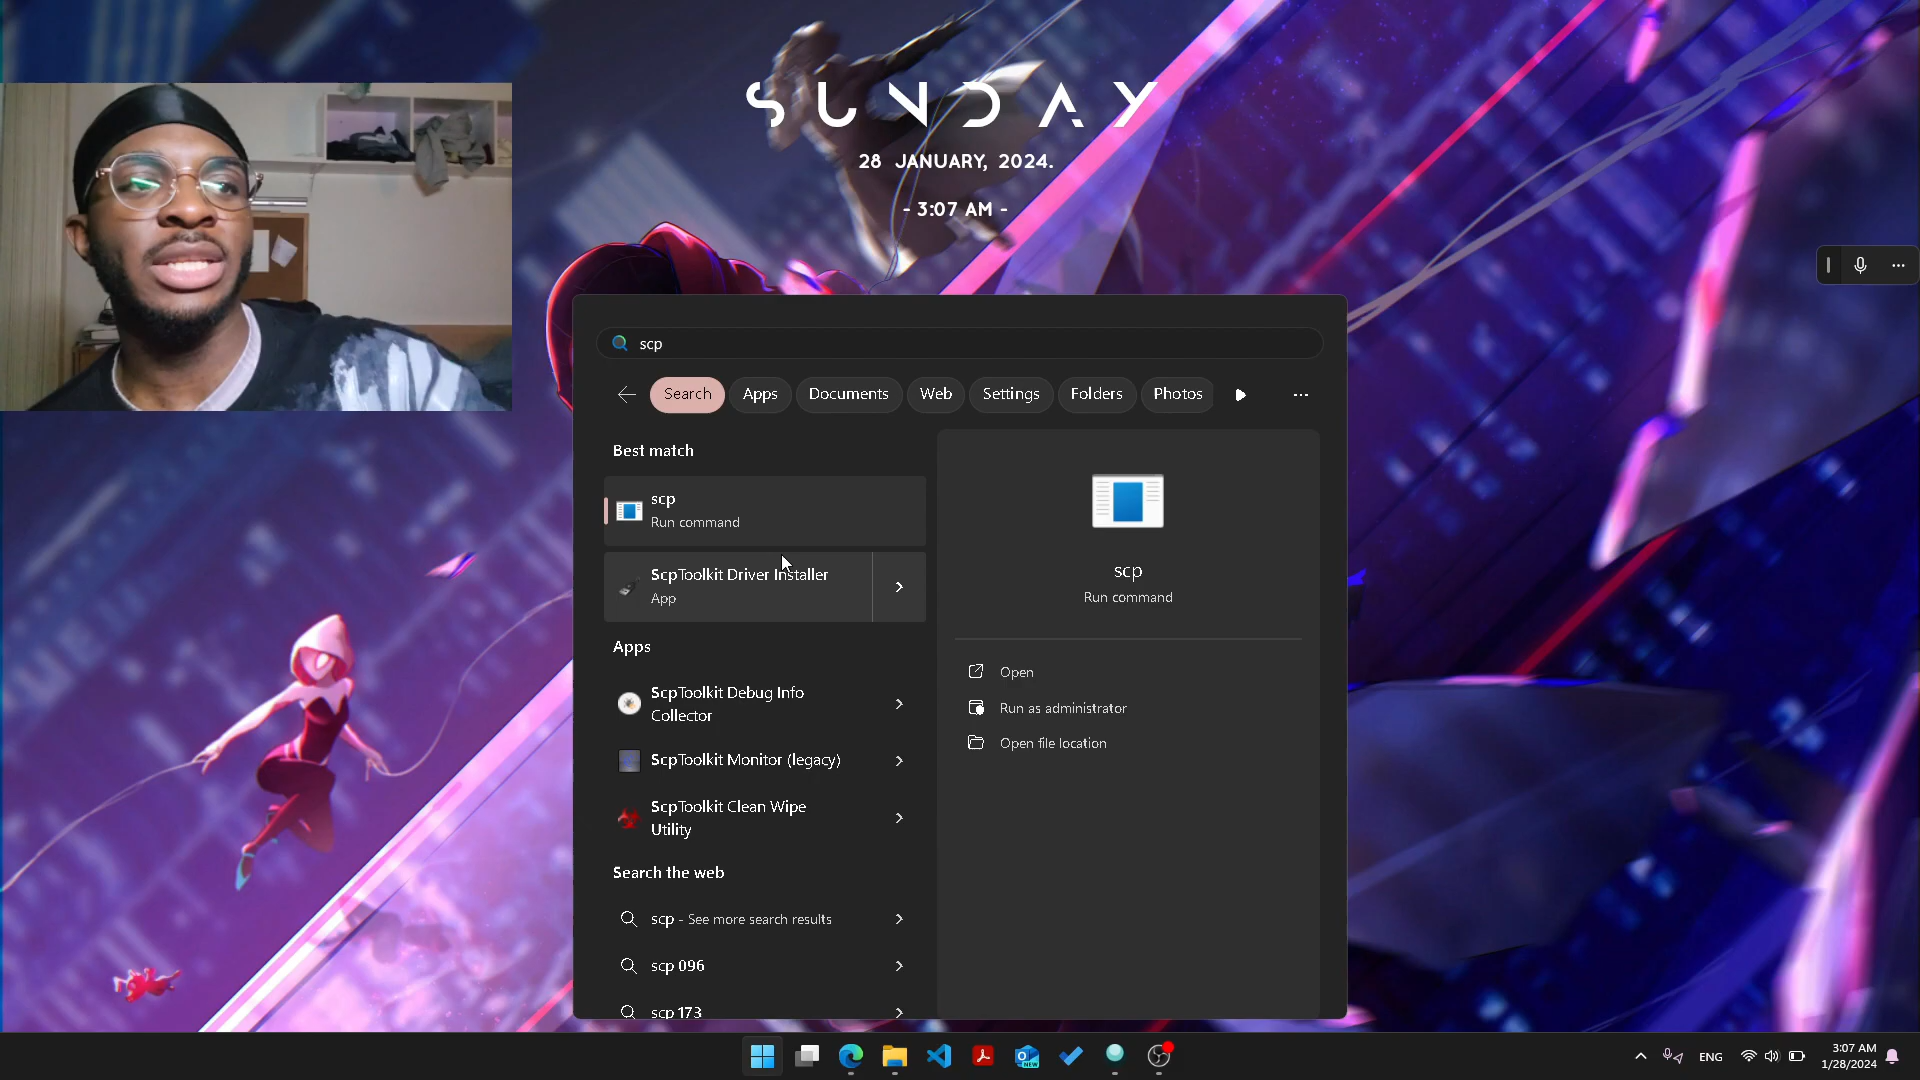 SUNDAY
28 JANUARY, 2024.
- 3:07 AM -
scp
Search
Apps
Documents
Web
Settings
Folders
Photos
Best match
scp
Run command
ScpToolkit Driver Installer
App
Apps
ScpToolkit Debug Info
Collector
ScpToolkit Monitor (legacy)
ScpToolkit Clean Wipe
Utility
Search the web
scp - See more search results
scp 096
scp 173
scp
Run command
Open
Run as administrator
Open file location
ENG
3:07 AM
1/28/2024